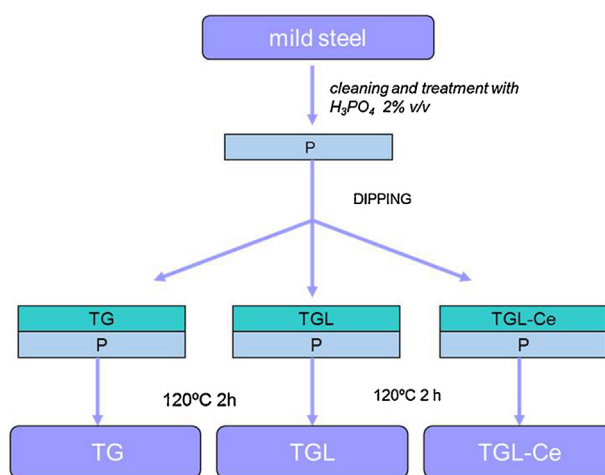 mild steel
cleaning and treatment with
H₃PO₄ 2% v/v
P
DIPPING
TG
TGL
TGL-Ce
P
P
P
120ºC 2h
120ºC 2 h
TG
TGL
TGL-Ce